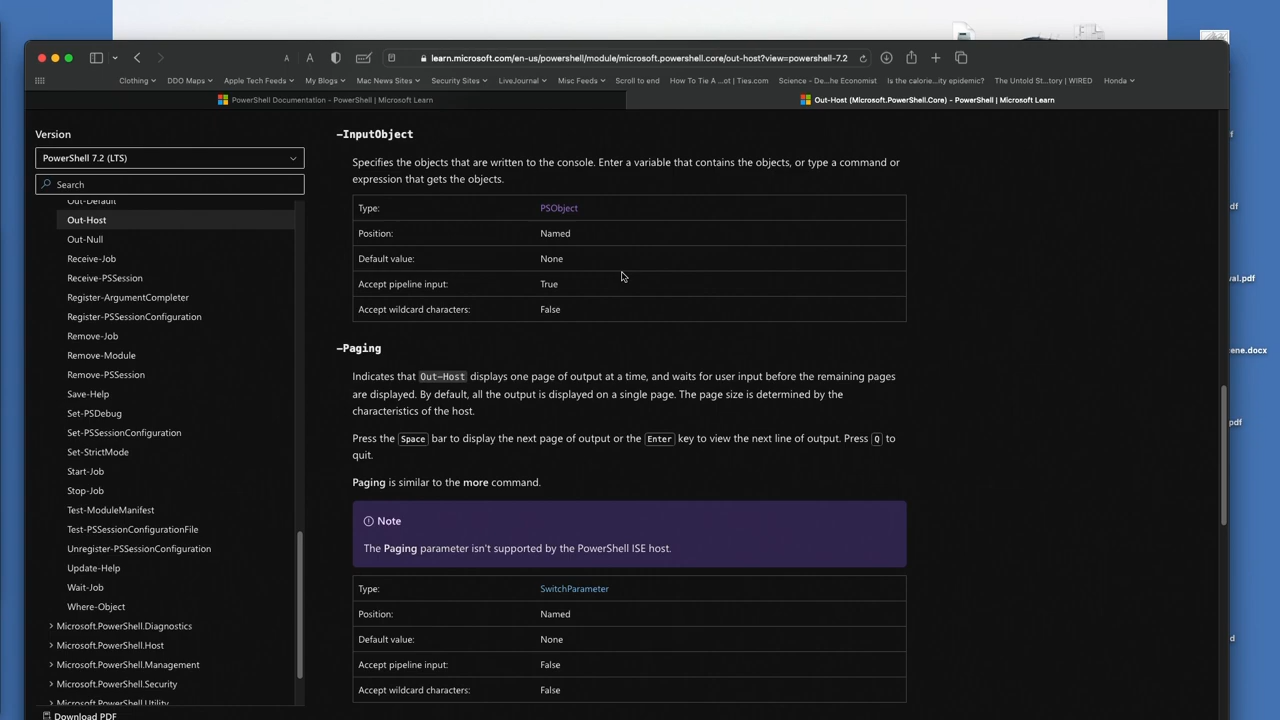 A A learn.microsoft.com/en-us/powershell/module/microsoft.powershell.core/out-host?view=powershell-7.2
Clothing DDO Maps Apple Tech Feeds My Blogs Mac News Sites Security Sites LiveJournal Misc Feeds Scroll to end How To Tie A ...ot | Ties.com Science - De...he Economist Is the calorie...ity epidemic? The Untold St...tory | WIRED Honda
PowerShell Documentation - PowerShell | Microsoft Learn
Out-Host (Microsoft.PowerShell.Core) - PowerShell | Microsoft Learn
Version
PowerShell 7.2 (LTS)
Search
Out-Default
Out-Host
Out-Null
Receive-Job
Receive-PSSession
Register-ArgumentCompleter
Register-PSSessionConfiguration
Remove-Job
Remove-Module
Remove-PSSession
Save-Help
Set-PSDebug
Set-PSSessionConfiguration
Set-StrictMode
Start-Job
Stop-Job
Test-ModuleManifest
Test-PSSessionConfigurationFile
Unregister-PSSessionConfiguration
Update-Help
Wait-Job
Where-Object
Microsoft.PowerShell.Diagnostics
Microsoft.PowerShell.Host
Microsoft.PowerShell.Management
Microsoft.PowerShell.Security
Microsoft.PowerShell.Utility
Download PDF
-InputObject
Specifies the objects that are written to the console. Enter a variable that contains the objects, or type a command or
expression that gets the objects.
Type: PSObject
Position: Named
Default value: None
Accept pipeline input: True
Accept wildcard characters: False
-Paging
Indicates that Out-Host displays one page of output at a time, and waits for user input before the remaining pages
are displayed. By default, all the output is displayed on a single page. The page size is determined by the
characteristics of the host.
Press the Space bar to display the next page of output or the Enter key to view the next line of output. Press Q to
quit.
Paging is similar to the more command.
Note
The Paging parameter isn't supported by the PowerShell ISE host.
Type: SwitchParameter
Position: Named
Default value: None
Accept pipeline input: False
Accept wildcard characters: False
df
val.pdf
ene.docx
pdf